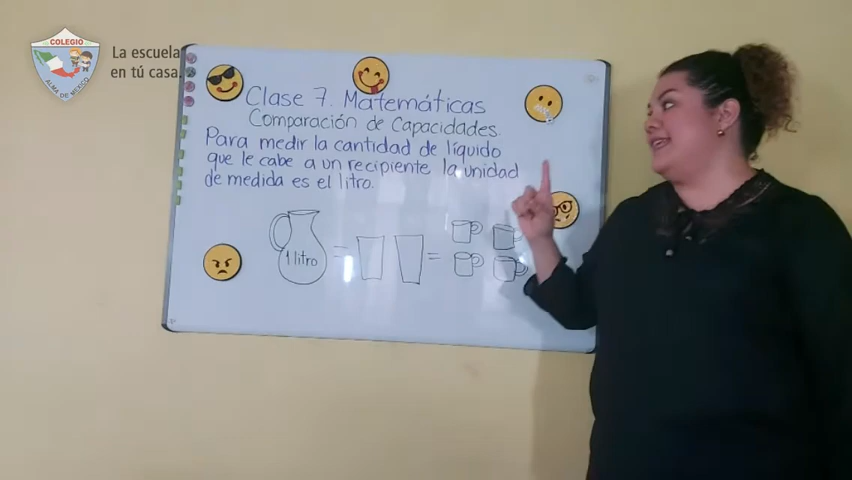 COLEGIO
ALMA DE MEXICO
La escuela
en tú casa.
Clase 7. Matemáticas
Comparación de Capacidades.
Para medir la cantidad de líquido
que le cabe a un recipiente la unidad
de medida es el litro.
1 litro = =